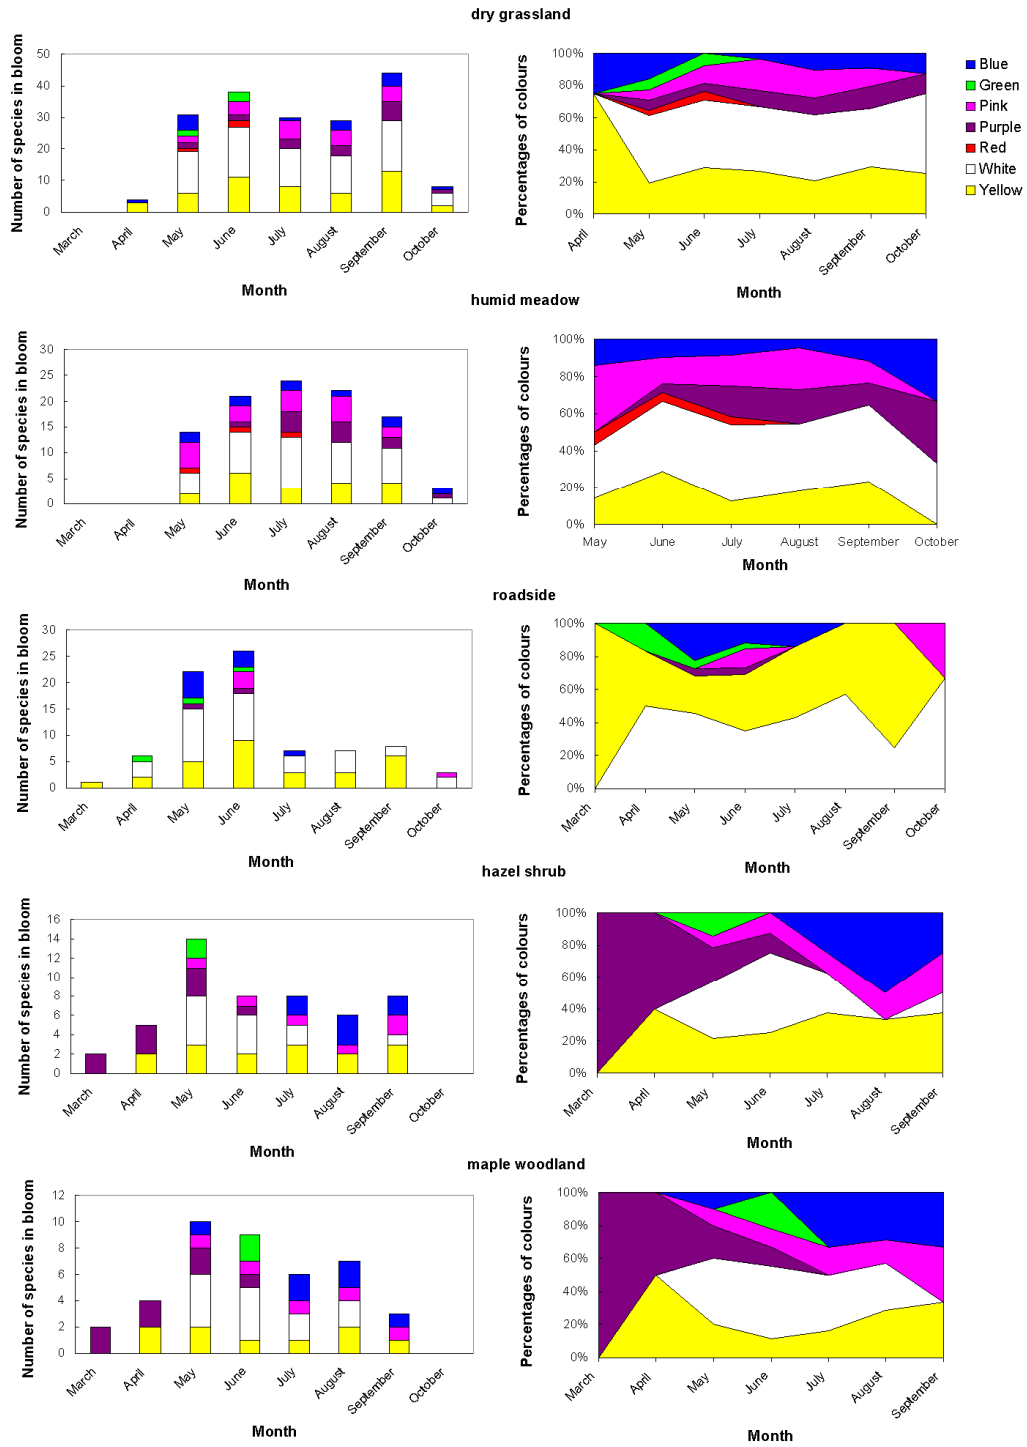 dry grassland
Number of species in bloom
50
40
30
20
10
0
March
April
May
June
July
August
September
October
Month
Percentages of colours
100%
80%
60%
40%
20%
0%
April
May
June
July
August
September
October
Month
Blue
Green
Pink
Purple
Red
White
Yellow
humid meadow
Number of species in bloom
30
25
20
15
10
5
0
March
April
May
June
July
August
September
October
Month
Percentages of colours
100%
80%
60%
40%
20%
0%
May June July August September October
Month
roadside
Number of species in bloom
30
25
20
15
10
5
0
March
April
May
June
July
August
September
October
Month
Percentages of colours
100%
80%
60%
40%
20%
0%
March
April
May
June
July
August
September
October
Month
hazel shrub
Number of species in bloom
16
14
12
10
8
6
4
2
0
March
April
May
June
July
August
September
October
Month
Percentages of colours
100%
80%
60%
40%
20%
0%
March
April
May
June
July
August
September
Month
maple woodland
Number of species in bloom
12
10
8
6
4
2
0
March
April
May
June
July
August
September
October
Month
Percentages of colours
100%
80%
60%
40%
20%
0%
March
April
May
June
July
August
September
Month